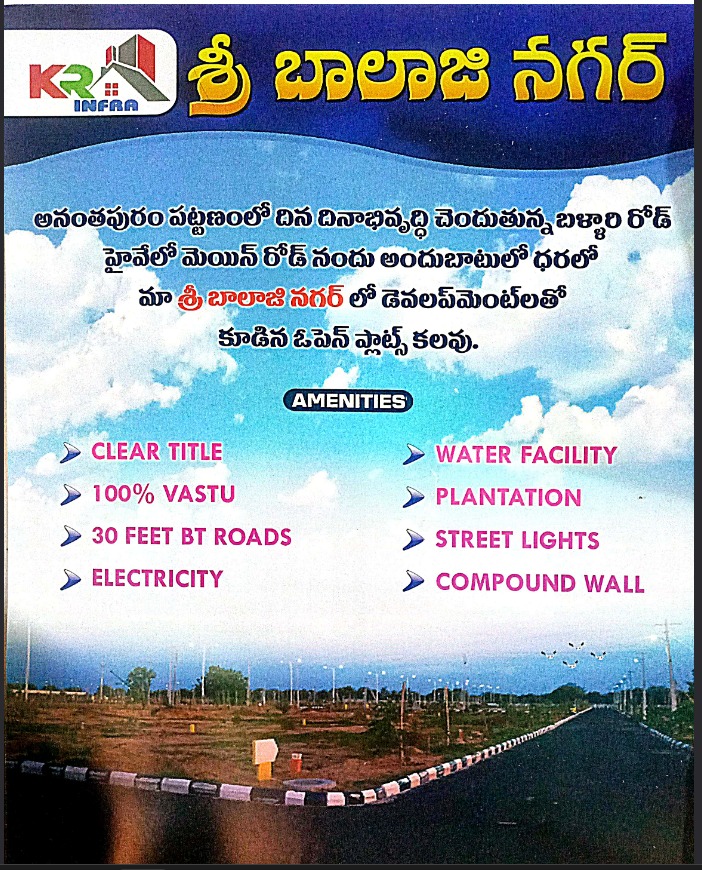 KR INFRA
శ్రీ బాలాజి నగర్
అనంతపురం పట్టణంలో దిన దినాభివృద్ధి చెందుతున్న బళ్ళారి రోడ్
హైవేలో మెయిన్ రోడ్ నందు అందుబాటులో ధరలో
మా శ్రీ బాలాజి నగర్ లో డెవలప్‌మెంట్‌లతో
కూడిన ఓపెన్ ప్లాట్స్ కలవు.
AMENITIES
CLEAR TITLE
100% VASTU
30 FEET BT ROADS
ELECTRICITY
WATER FACILITY
PLANTATION
STREET LIGHTS
COMPOUND WALL